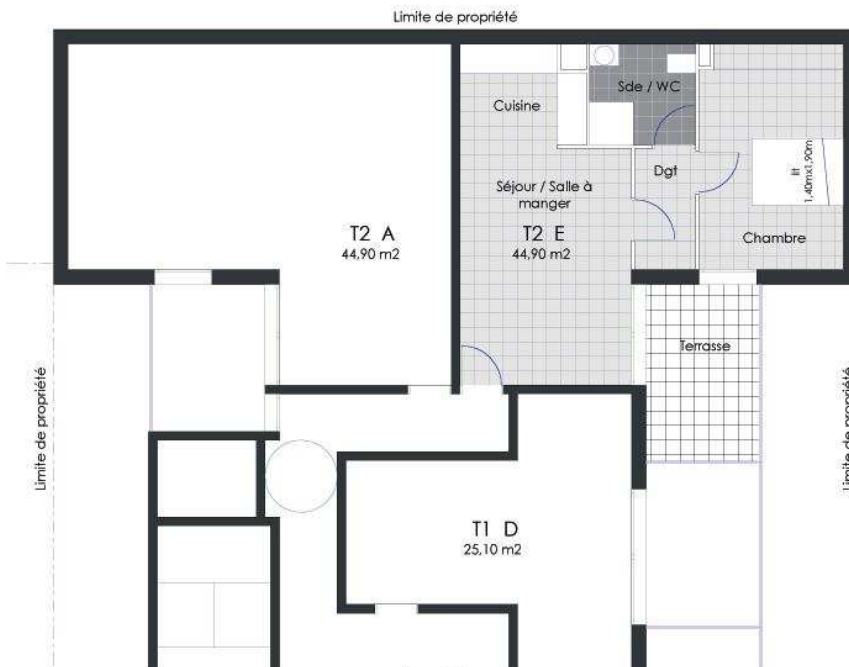 Limite de propriété
Cuisine
Sde / WC
Dgt
lit
1,40mx1,90m
Séjour / Salle à
manger
T2 A
44,90 m2
T2 E
44,90 m2
Chambre
Terrasse
Limite de propriété
Limite de propriété
T1 D
25,10 m2